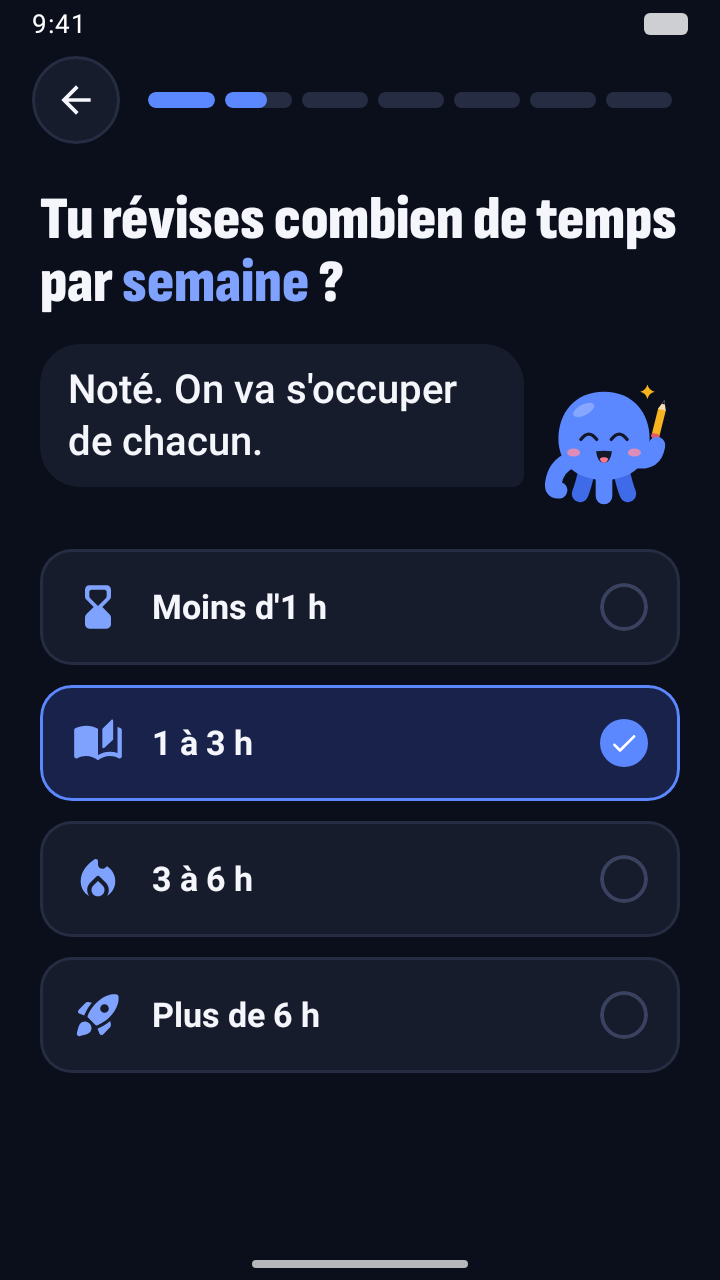 9:41
Tu révises combien de temps
par semaine ?
Noté. On va s'occuper
de chacun.
Moins d'1 h
1 à 3 h
3 à 6 h
Plus de 6 h